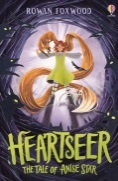 ROWAN FOXWOOD
HEARTSEER
THE TALE OF ANISE STAR